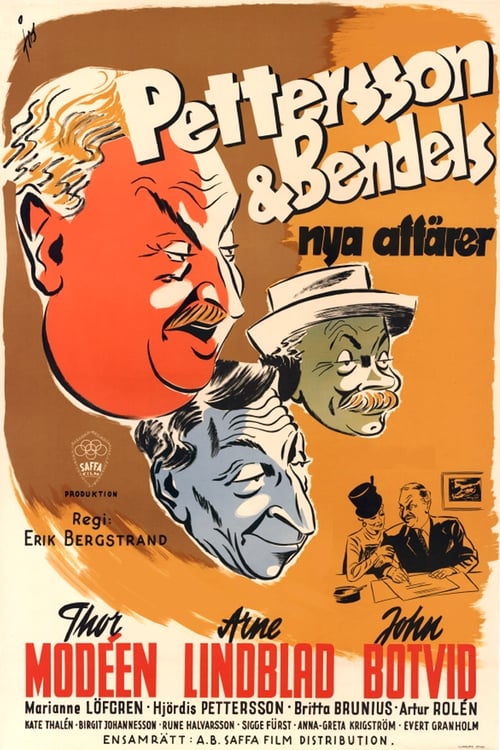 Pettersson
& Bendels
nya affärer
SAFFA
FILM
PRODUKTION
Regi:
ERIK BERGSTRAND
Thor Arne John
MODÉEN LINDBLAD BOTVID
Marianne LÖFGREN · Hjördis PETTERSSON · Britta BRUNIUS · Artur ROLÉN
KATE THALÉN · BIRGIT JOHANNESSON · RUNE HALVARSSON · SIGGE FÜRST · ANNA-GRETA KRIGSTRÖM · EVERT GRANHOLM
ENSAMRÄTT: A.B. SAFFA FILM DISTRIBUTION.